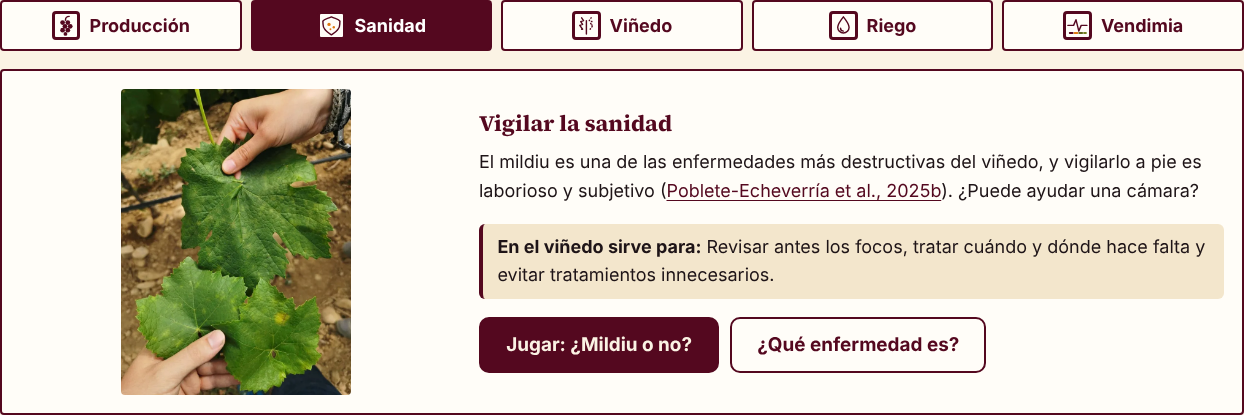 Producción
Sanidad
Viñedo
Riego
Vendimia
Vigilar la sanidad
El mildiu es una de las enfermedades más destructivas del viñedo, y vigilarlo a pie es
laborioso y subjetivo (Poblete-Echeverría et al., 2025b). ¿Puede ayudar una cámara?
En el viñedo sirve para: Revisar antes los focos, tratar cuándo y dónde hace falta y
evitar tratamientos innecesarios.
Jugar: ¿Mildiu o no?
¿Qué enfermedad es?